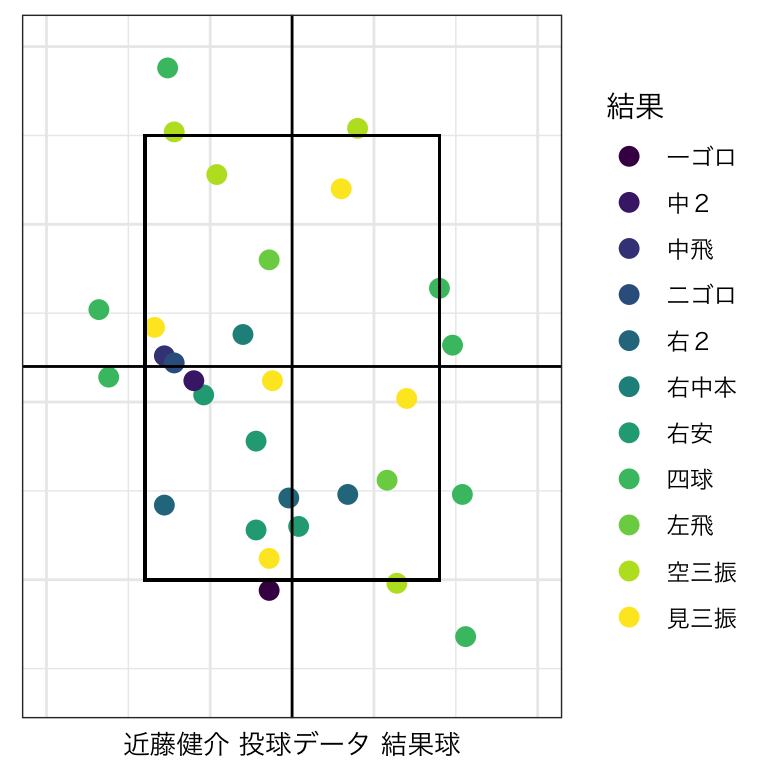 結果
一ゴロ
中２
中飛
二ゴロ
右２
右中本
右安
四球
左飛
空三振
見三振
近藤健介 投球データ 結果球